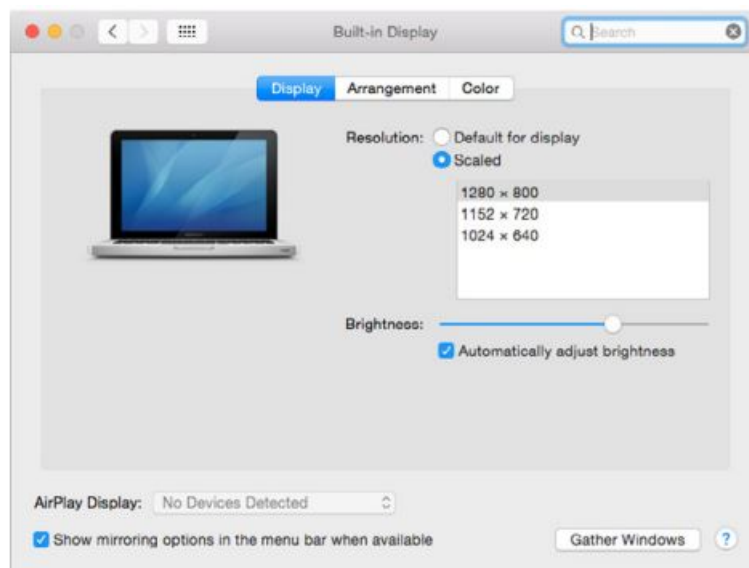 Built-in Display
Search
Display Arrangement Color
Resolution: Default for display
Scaled
1280 × 800
1152 × 720
1024 × 640
Brightness:
Automatically adjust brightness
AirPlay Display: No Devices Detected
Show mirroring options in the menu bar when available
Gather Windows ?